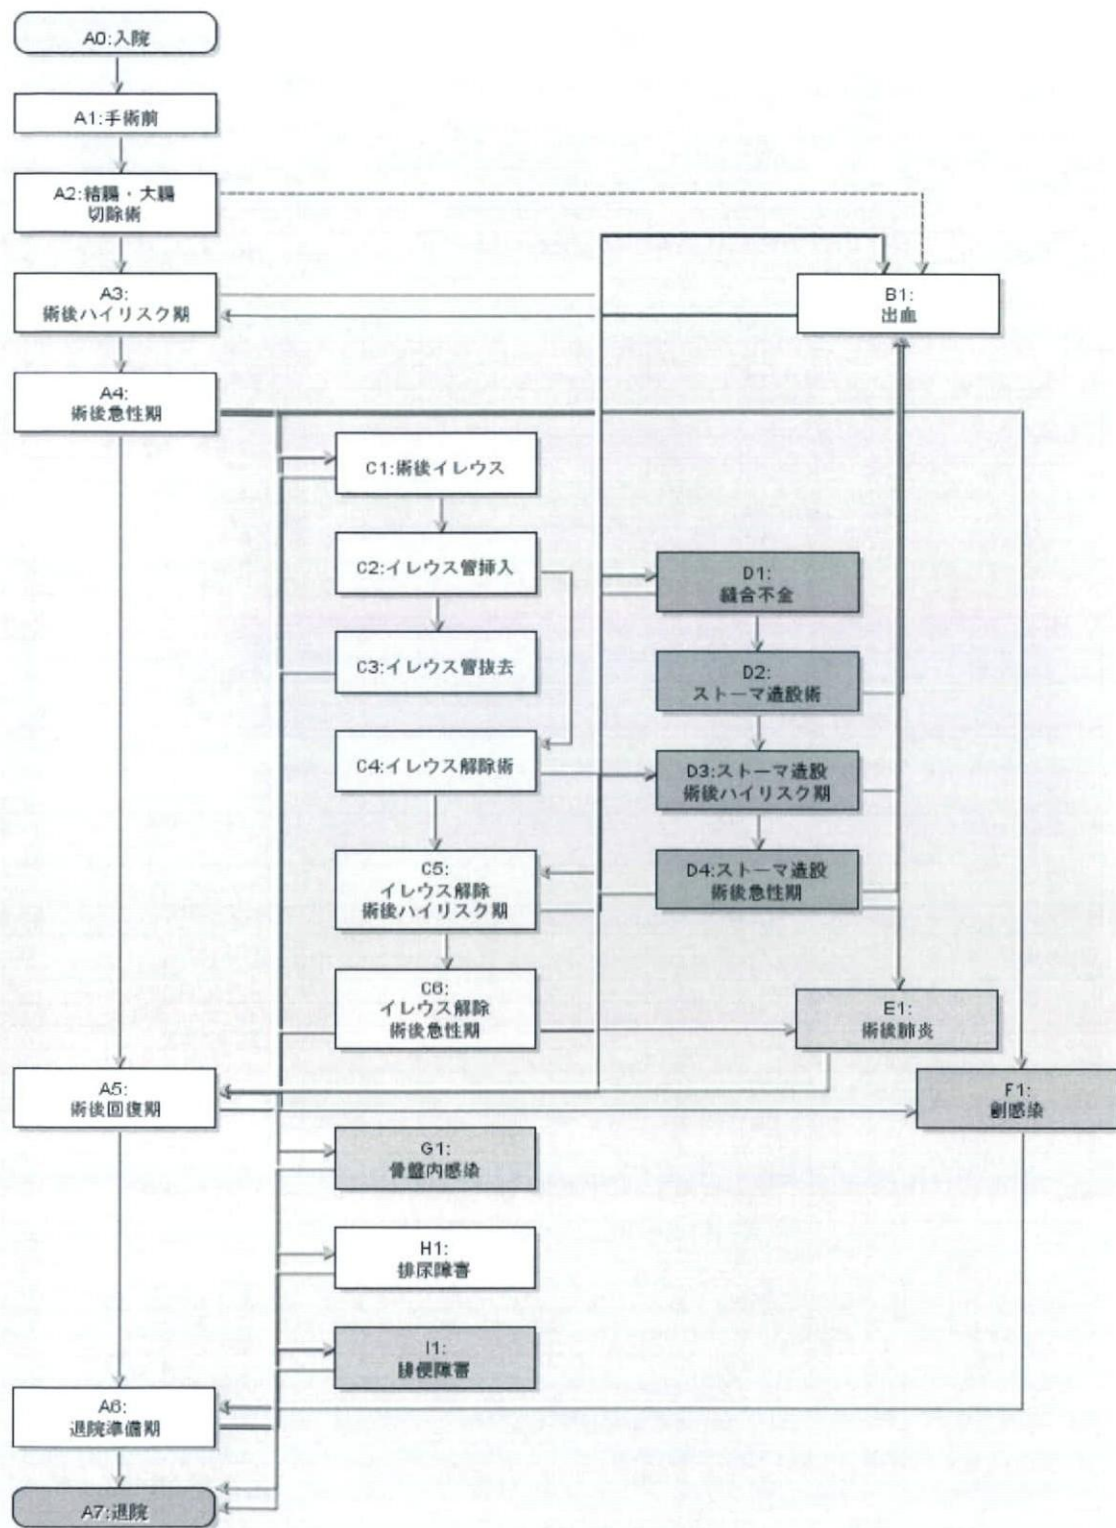 A0:入院
A1:手術前
A2:結腸・大腸
切除術
A3:
術後ハイリスク期
B1:
出血
A4:
術後急性期
C1:術後イレウス
C2:イレウス管挿入
D1:
縫合不全
C3:イレウス管抜去
D2:
ストーマ造設術
C4:イレウス解除術
D3:ストーマ造設
術後ハイリスク期
C5:
イレウス解除
術後ハイリスク期
D4:ストーマ造設
術後急性期
C6:
イレウス解除
術後急性期
E1:
術後肺炎
A5:
術後回復期
F1:
創感染
G1:
骨盤内感染
H1:
排尿障害
I1:
排便障害
A6:
退院準備期
A7:退院